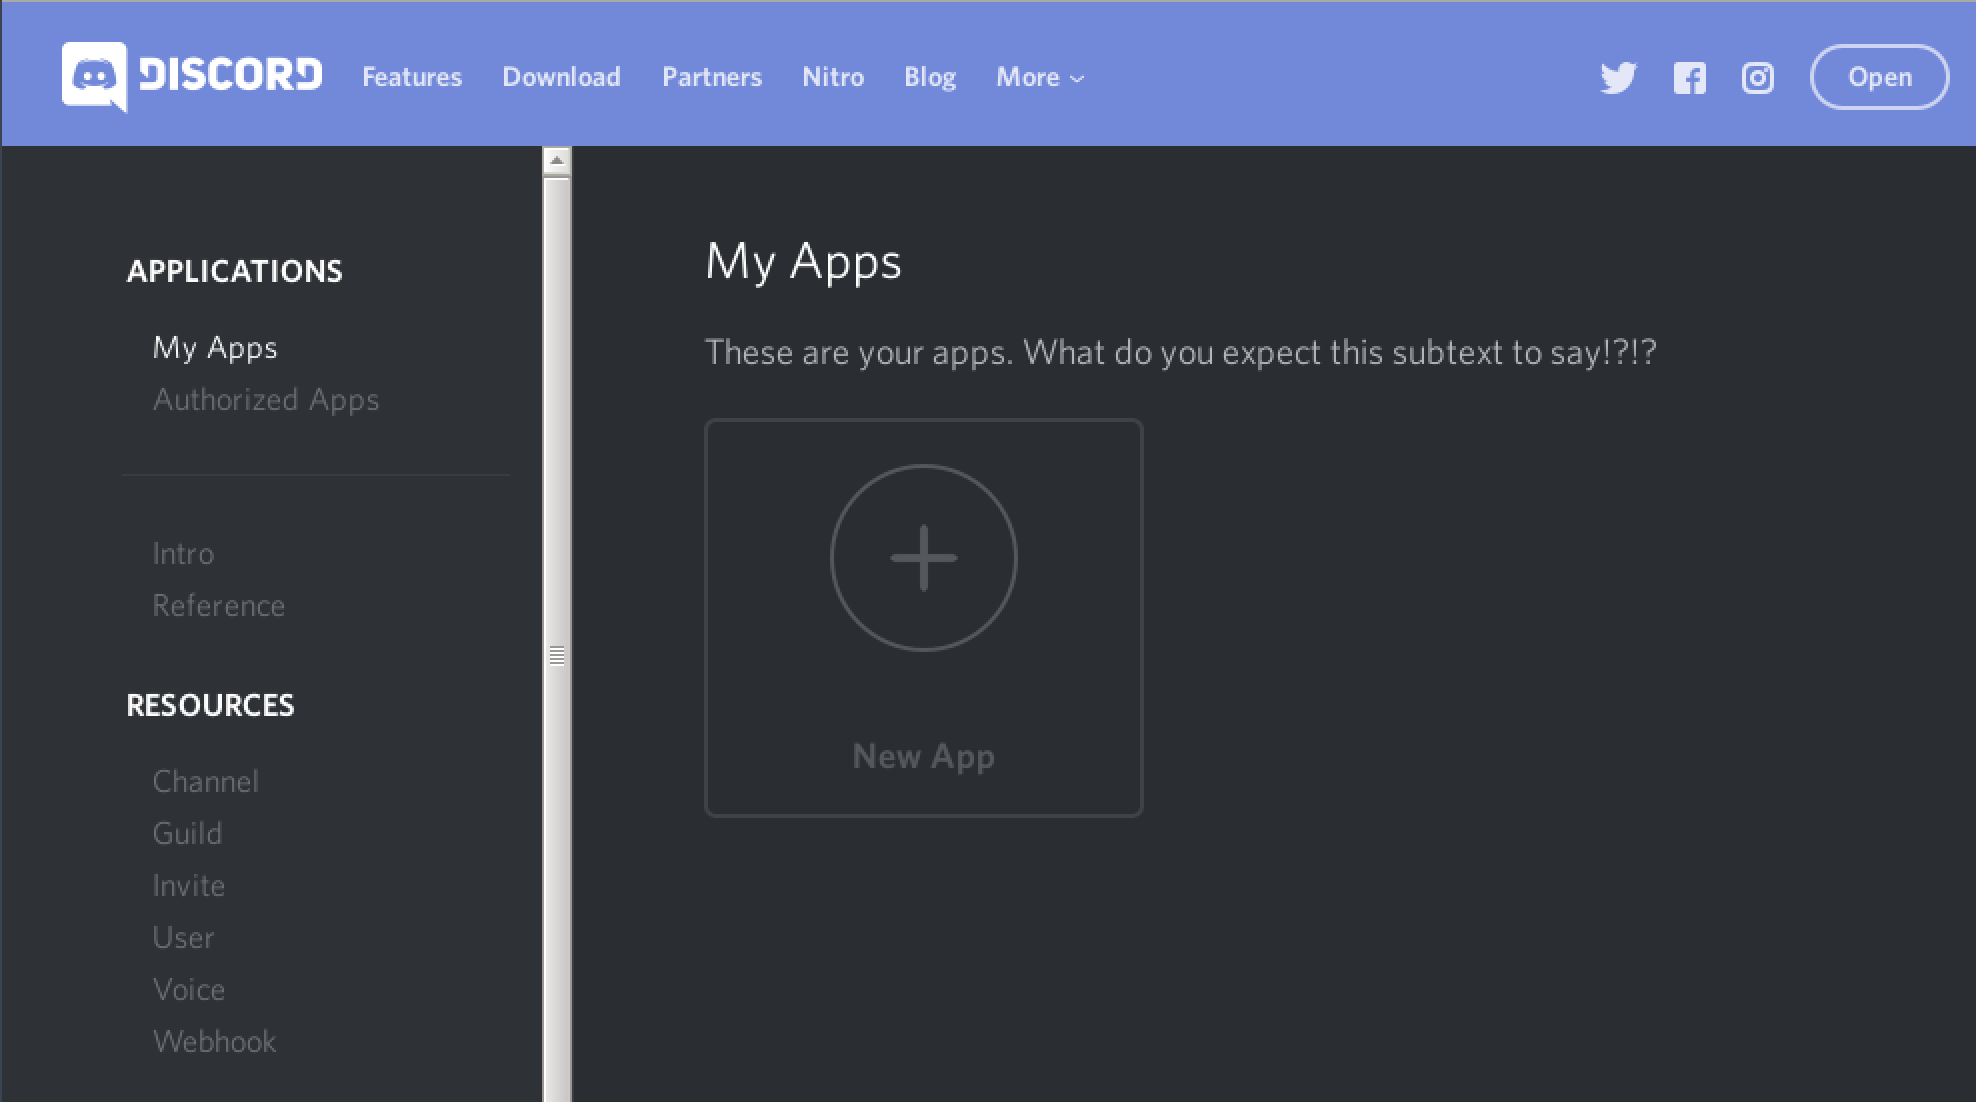 DISCORD Features Download Partners Nitro Blog More Open
APPLICATIONS
My Apps
Authorized Apps
Intro
Reference
RESOURCES
Channel
Guild
Invite
User
Voice
Webhook
My Apps
These are your apps. What do you expect this subtext to say!?!?
New App